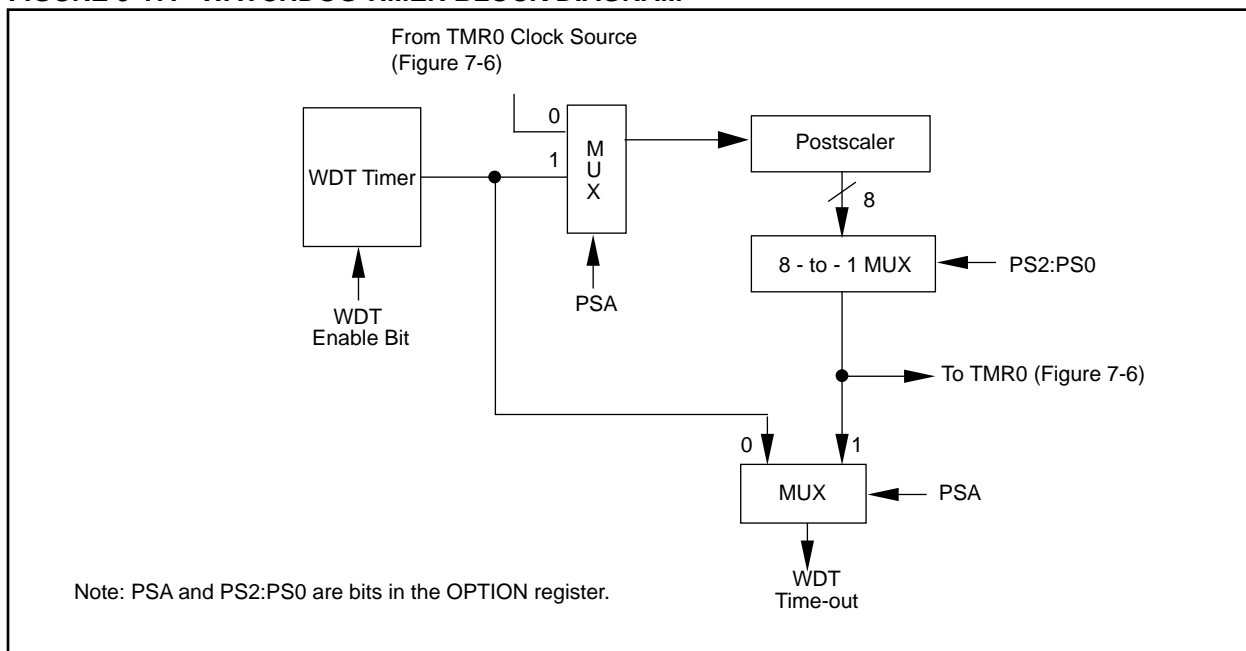 From TMR0 Clock Source
(Figure 7-6)
0
1
M
U
X
WDT Timer
Postscaler
8
8 - to - 1 MUX
PS2:PS0
PSA
WDT
Enable Bit
To TMR0 (Figure 7-6)
0
1
MUX
PSA
WDT
Time-out
Note: PSA and PS2:PS0 are bits in the OPTION register.